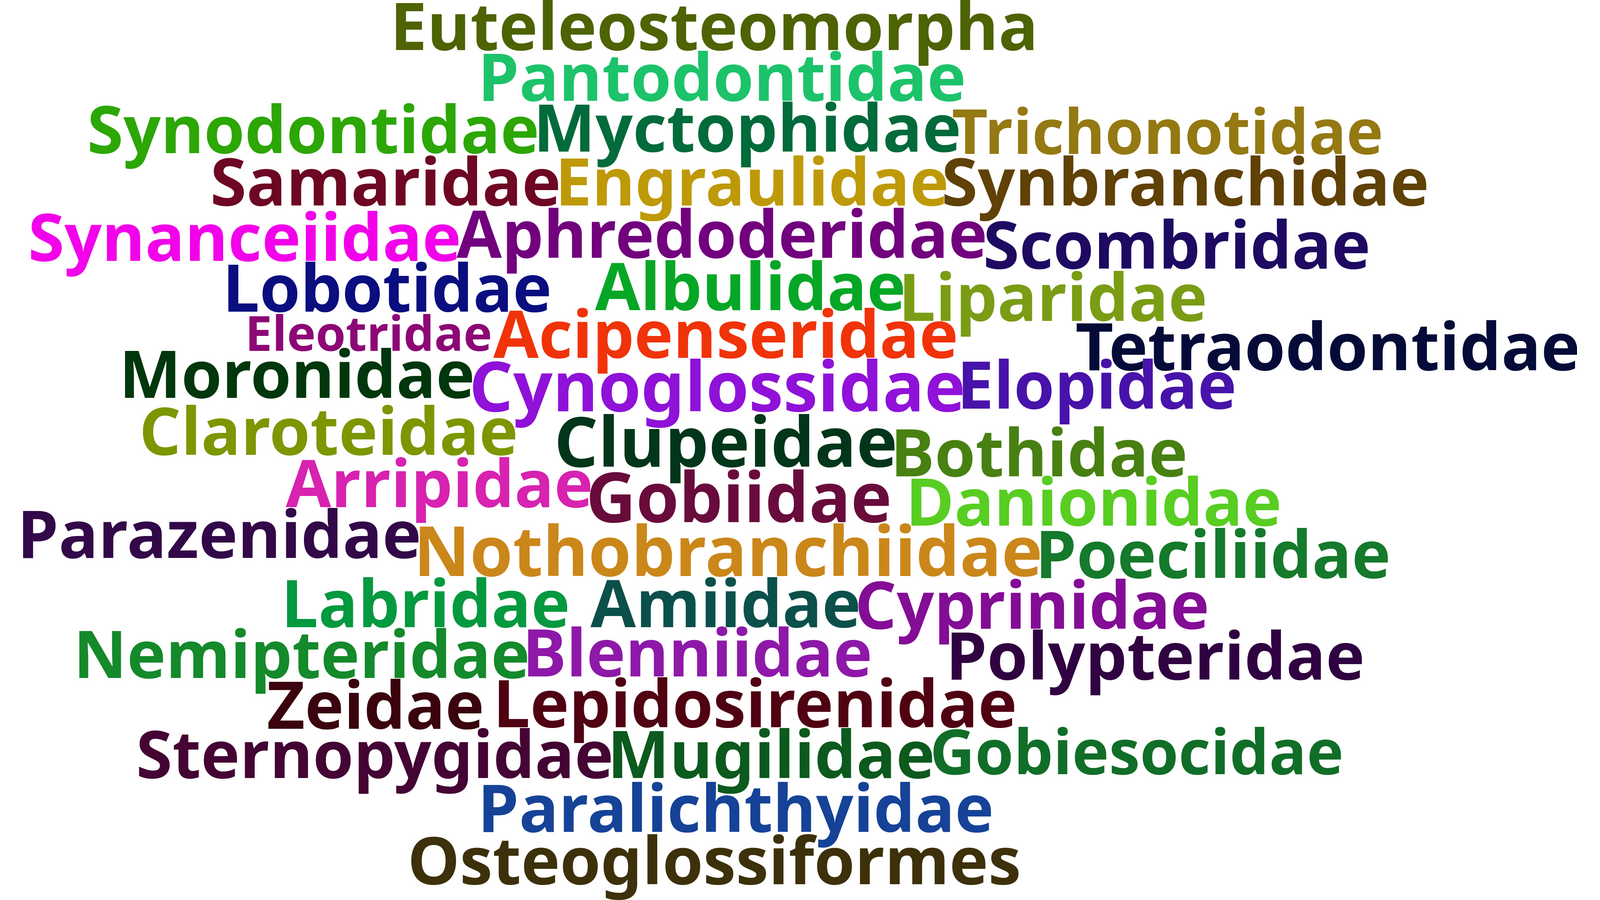 Euteleosteomorpha
Pantodontidae
Synodontidae Myctophidae Trichonotidae
Samaridae Engraulidae Synbranchidae
Synanceiidae Aphredoderidae Scombridae
Lobotidae Albulidae Liparidae
Eleotridae Acipenseridae Tetraodontidae
Moronidae Cynoglossidae Elopidae
Claroteidae Clupeidae Bothidae
Arripidae Gobiidae Danionidae
Parazenidae Nothobranchiidae Poeciliidae
Labridae Amiidae Cyprinidae
Nemipteridae Blenniidae Polypteridae
Zeidae Lepidosirenidae
Sternopygidae Mugilidae Gobiesocidae
Paralichthyidae
Osteoglossiformes